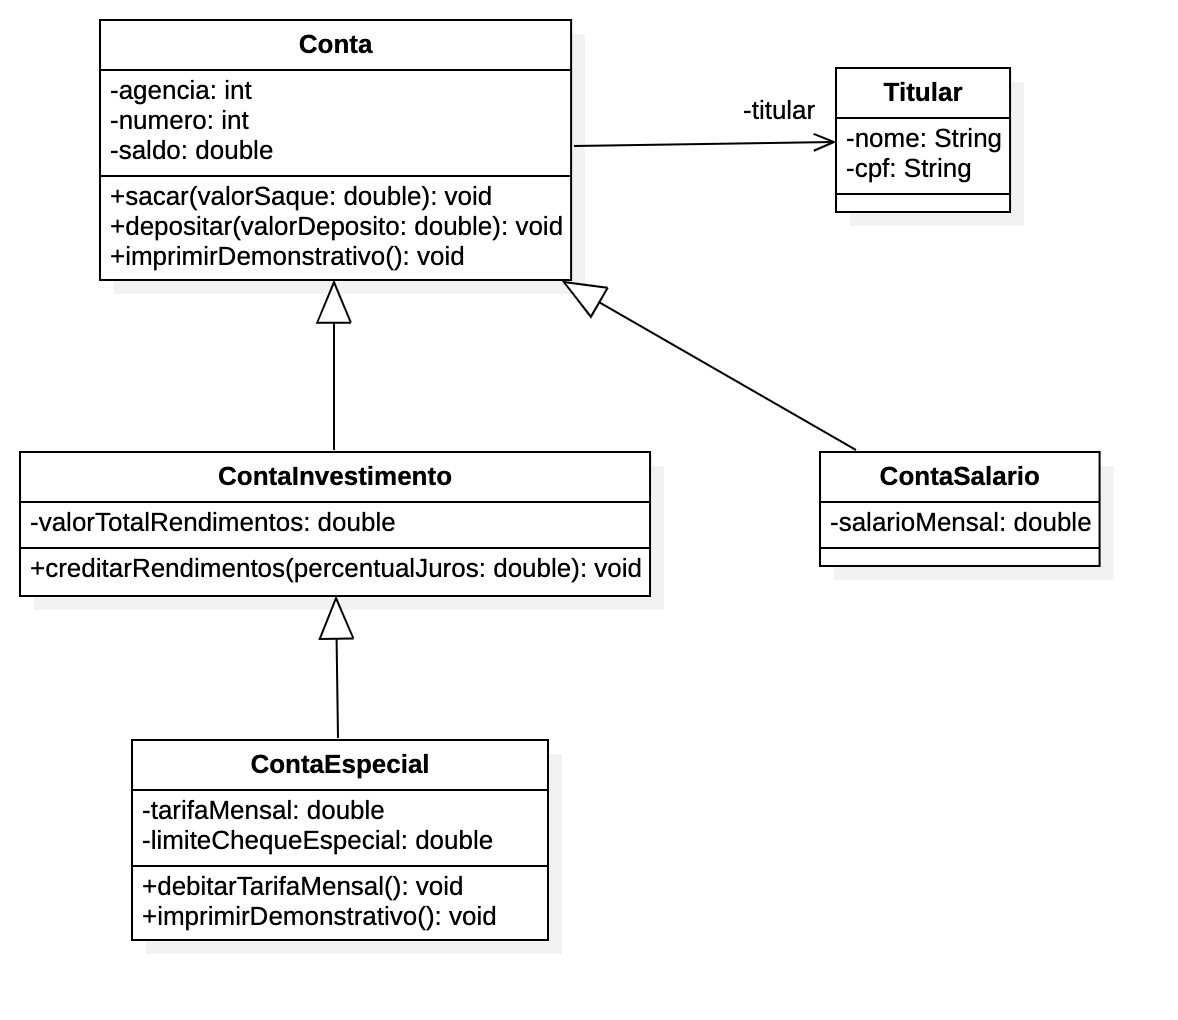 Conta
-agencia: int
-numero: int
-saldo: double
+sacar(valorSaque: double): void
+depositar(valorDeposito: double): void
+imprimirDemonstrativo(): void
-titular
Titular
-nome: String
-cpf: String
ContaInvestimento
-valorTotalRendimentos: double
+creditarRendimentos(percentualJuros: double): void
ContaSalario
-salarioMensal: double
ContaEspecial
-tarifaMensal: double
-limiteChequeEspecial: double
+debitarTarifaMensal(): void
+imprimirDemonstrativo(): void